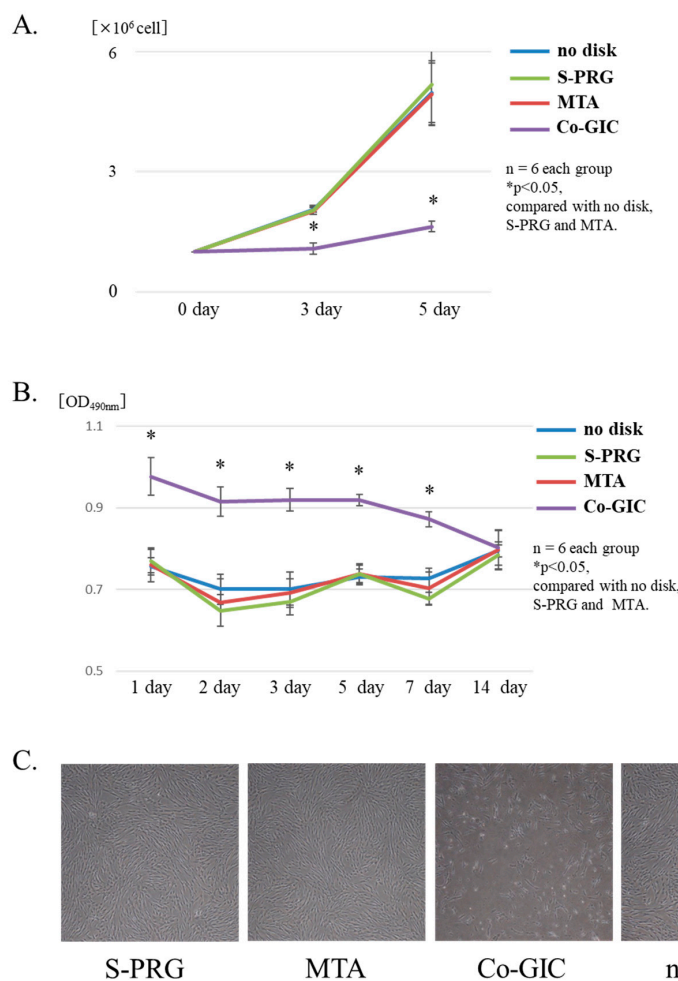 A.
[×10⁶ cell]
6
3
0
0 day 3 day 5 day
*
*
no disk
S-PRG
MTA
Co-GIC
n = 6 each group
*p<0.05,
compared with no disk,
S-PRG and MTA.
B.
[OD₄₉₀ₙₘ]
1.1
0.9
0.7
0.5
1 day 2 day 3 day 5 day 7 day 14 day
* * * * *
no disk
S-PRG
MTA
Co-GIC
n = 6 each group
*p<0.05,
compared with no disk,
S-PRG and MTA.
C.
S-PRG MTA Co-GIC